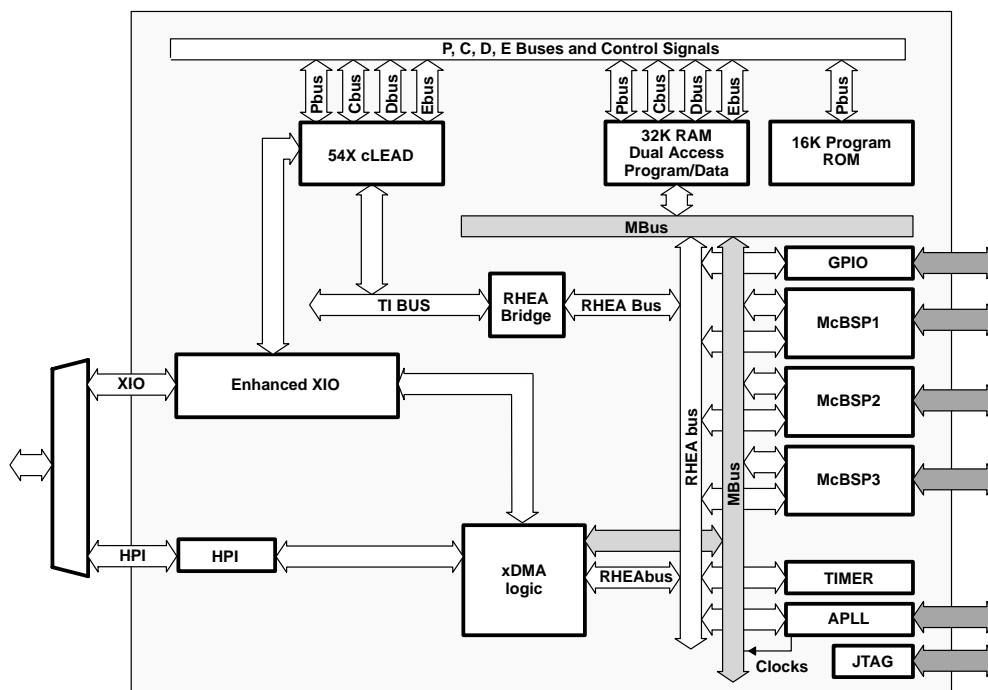 P, C, D, E Buses and Control Signals
Pbus
Cbus
Dbus
Ebus
Pbus
Cbus
Dbus
Ebus
Pbus
54X cLEAD
32K RAM
Dual Access
Program/Data
16K Program
ROM
MBus
GPIO
TI BUS
RHEA
Bridge
RHEA Bus
McBSP1
XIO
Enhanced XIO
McBSP2
RHEA bus
MBus
McBSP3
HPI
HPI
xDMA
logic
RHEAbus
TIMER
APLL
Clocks
JTAG